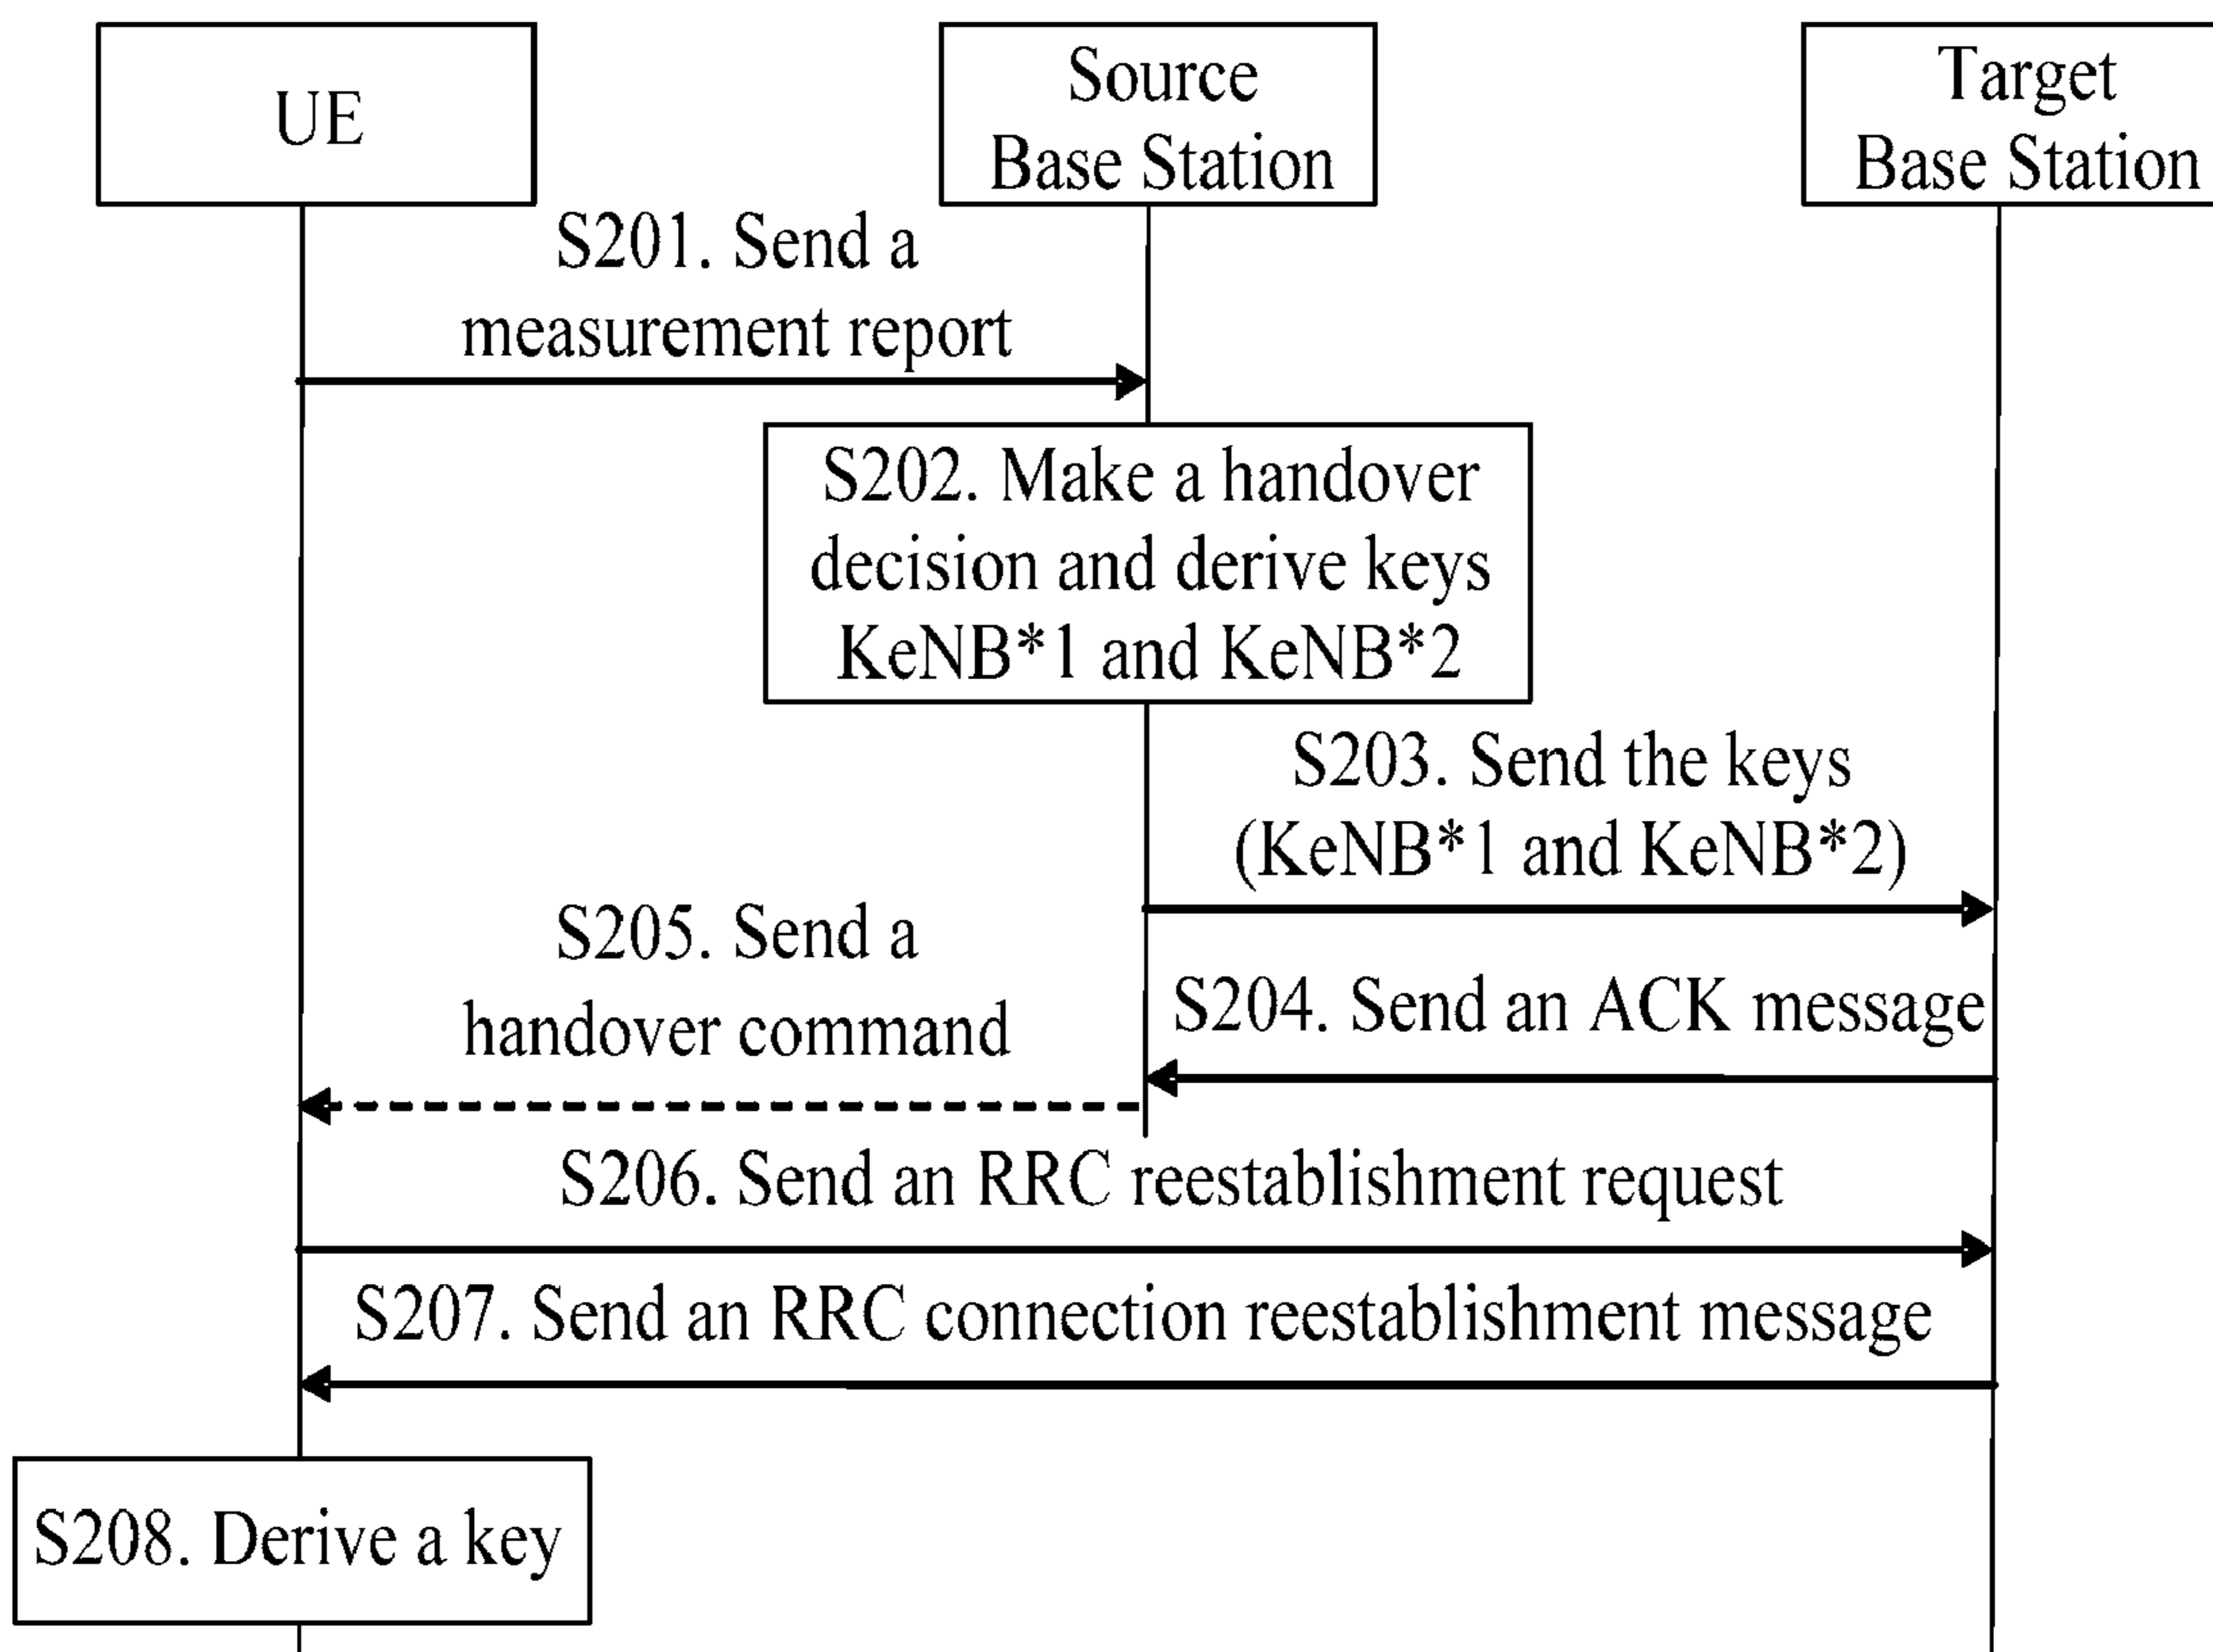 UE
Source
Base Station
Target
Base Station
S201. Send a
measurement report
S202. Make a handover
decision and derive keys
KeNB*1 and KeNB*2
S203. Send the keys
(KeNB*1 and KeNB*2)
S204. Send an ACK message
S205. Send a
handover command
S206. Send an RRC reestablishment request
S207. Send an RRC connection reestablishment message
S208. Derive a key